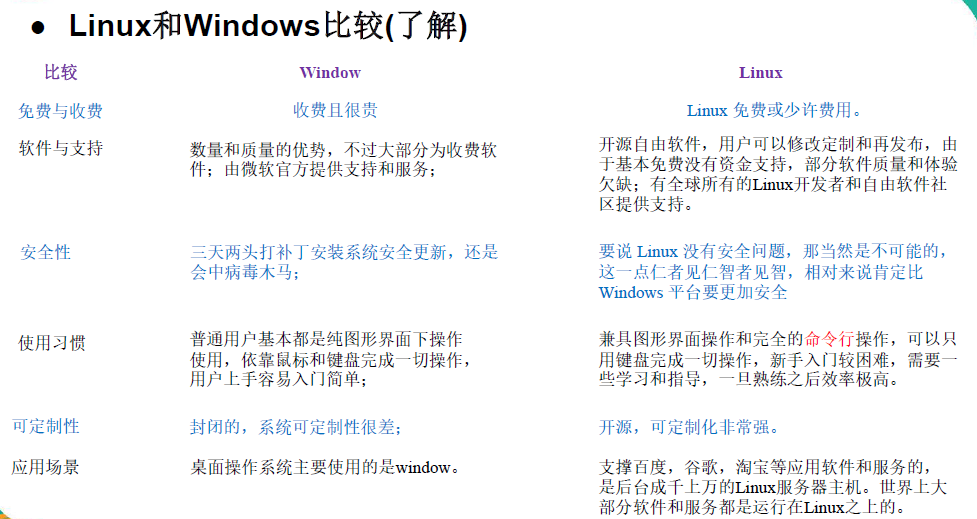 ● Linux和Windows比较(了解)
比较 Window Linux
免费与收费 收费且很贵 Linux 免费或少许费用。
软件与支持
数量和质量的优势，不过大部分为收费软
件；由微软官方提供支持和服务；
开源自由软件，用户可以修改定制和再发布，由
于基本免费没有资金支持，部分软件质量和体验
欠缺；有全球所有的Linux开发者和自由软件社
区提供支持。
安全性
三天两头打补丁安装系统安全更新，还是
会中病毒木马；
要说 Linux 没有安全问题，那当然是不可能的，
这一点仁者见仁智者见智，相对来说肯定比
Windows 平台要更加安全
使用习惯
普通用户基本都是纯图形界面下操作
使用，依靠鼠标和键盘完成一切操作，
用户上手容易入门简单；
兼具图形界面操作和完全的命令行操作，可以只
用键盘完成一切操作，新手入门较困难，需要一
些学习和指导，一旦熟练之后效率极高。
可定制性 封闭的，系统可定制性很差； 开源，可定制化非常强。
应用场景
桌面操作系统主要使用的是window。
支撑百度，谷歌，淘宝等应用软件和服务的，
是后台成千上万的Linux服务器主机。世界上大
部分软件和服务都是运行在Linux之上的。